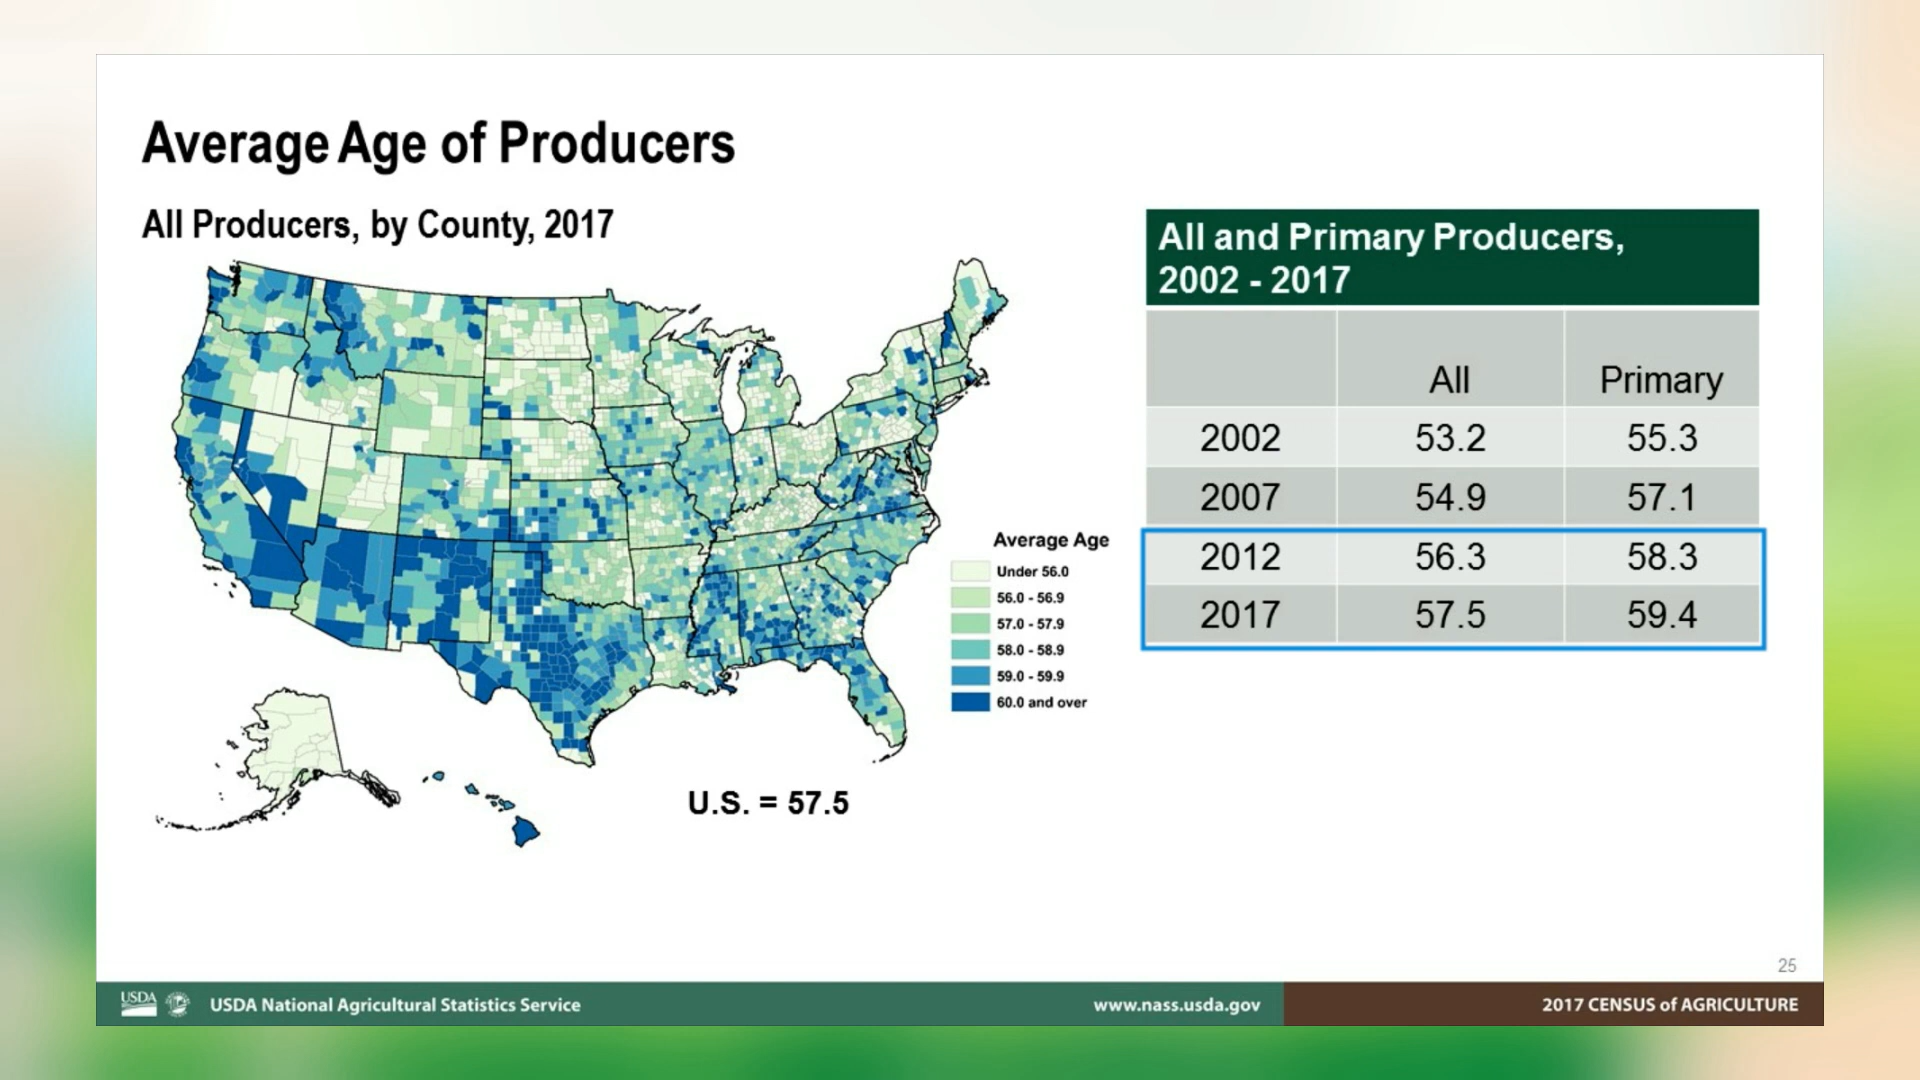 Average Age of Producers
All Producers, by County, 2017
Average Age
Under 56.0
56.0 - 56.9
57.0 - 57.9
58.0 - 58.9
59.0 - 59.9
60.0 and over
U.S. = 57.5
All and Primary Producers,
2002 - 2017
All Primary
2002 53.2 55.3
2007 54.9 57.1
2012 56.3 58.3
2017 57.5 59.4
25
USDA
USDA National Agricultural Statistics Service
www.nass.usda.gov
2017 CENSUS of AGRICULTURE